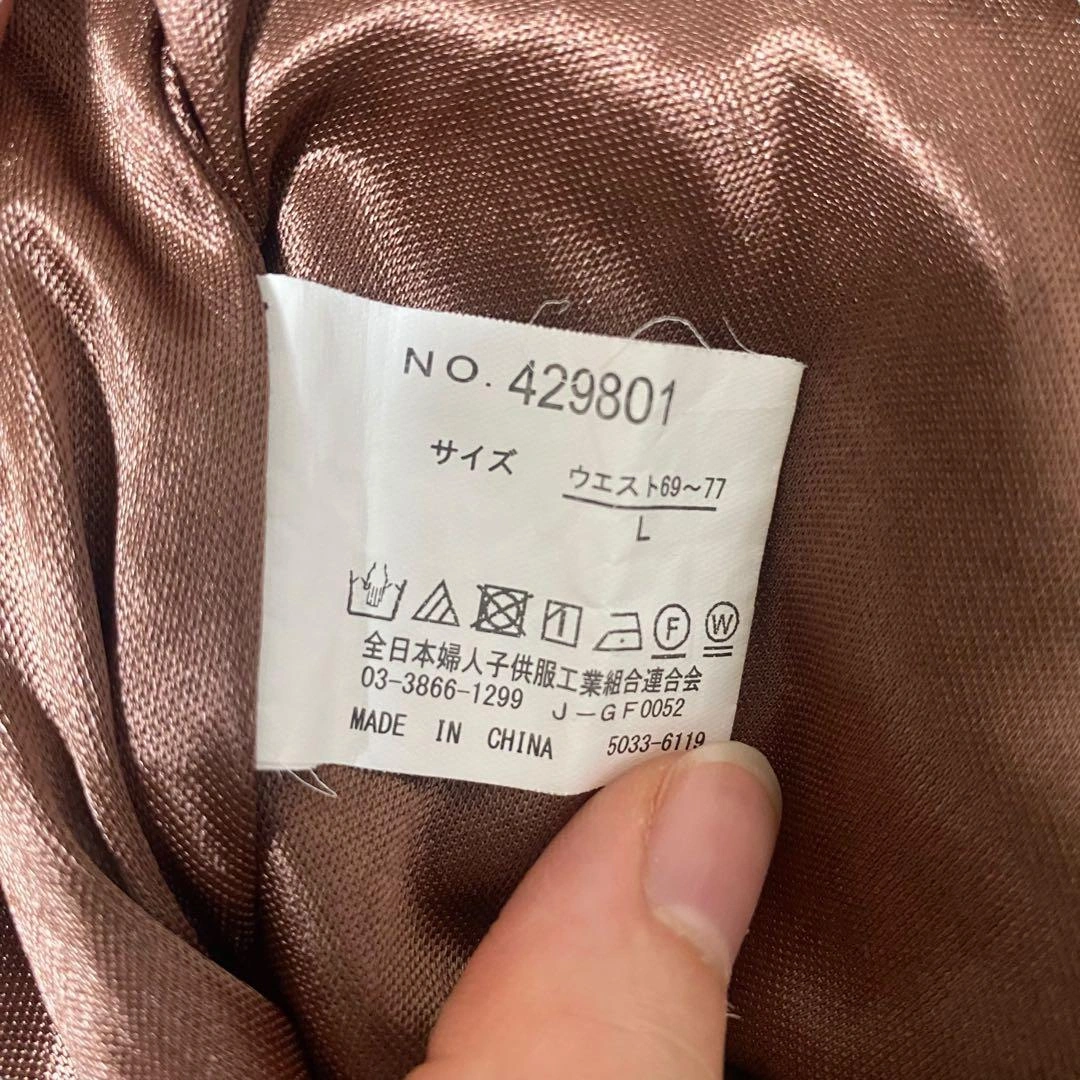 NO. 429801
サイズ ウエスト69〜77
L
F W
全日本婦人子供服工業組合連合会
03-3866-1299 J-GF0052
MADE IN CHINA 5033-6119